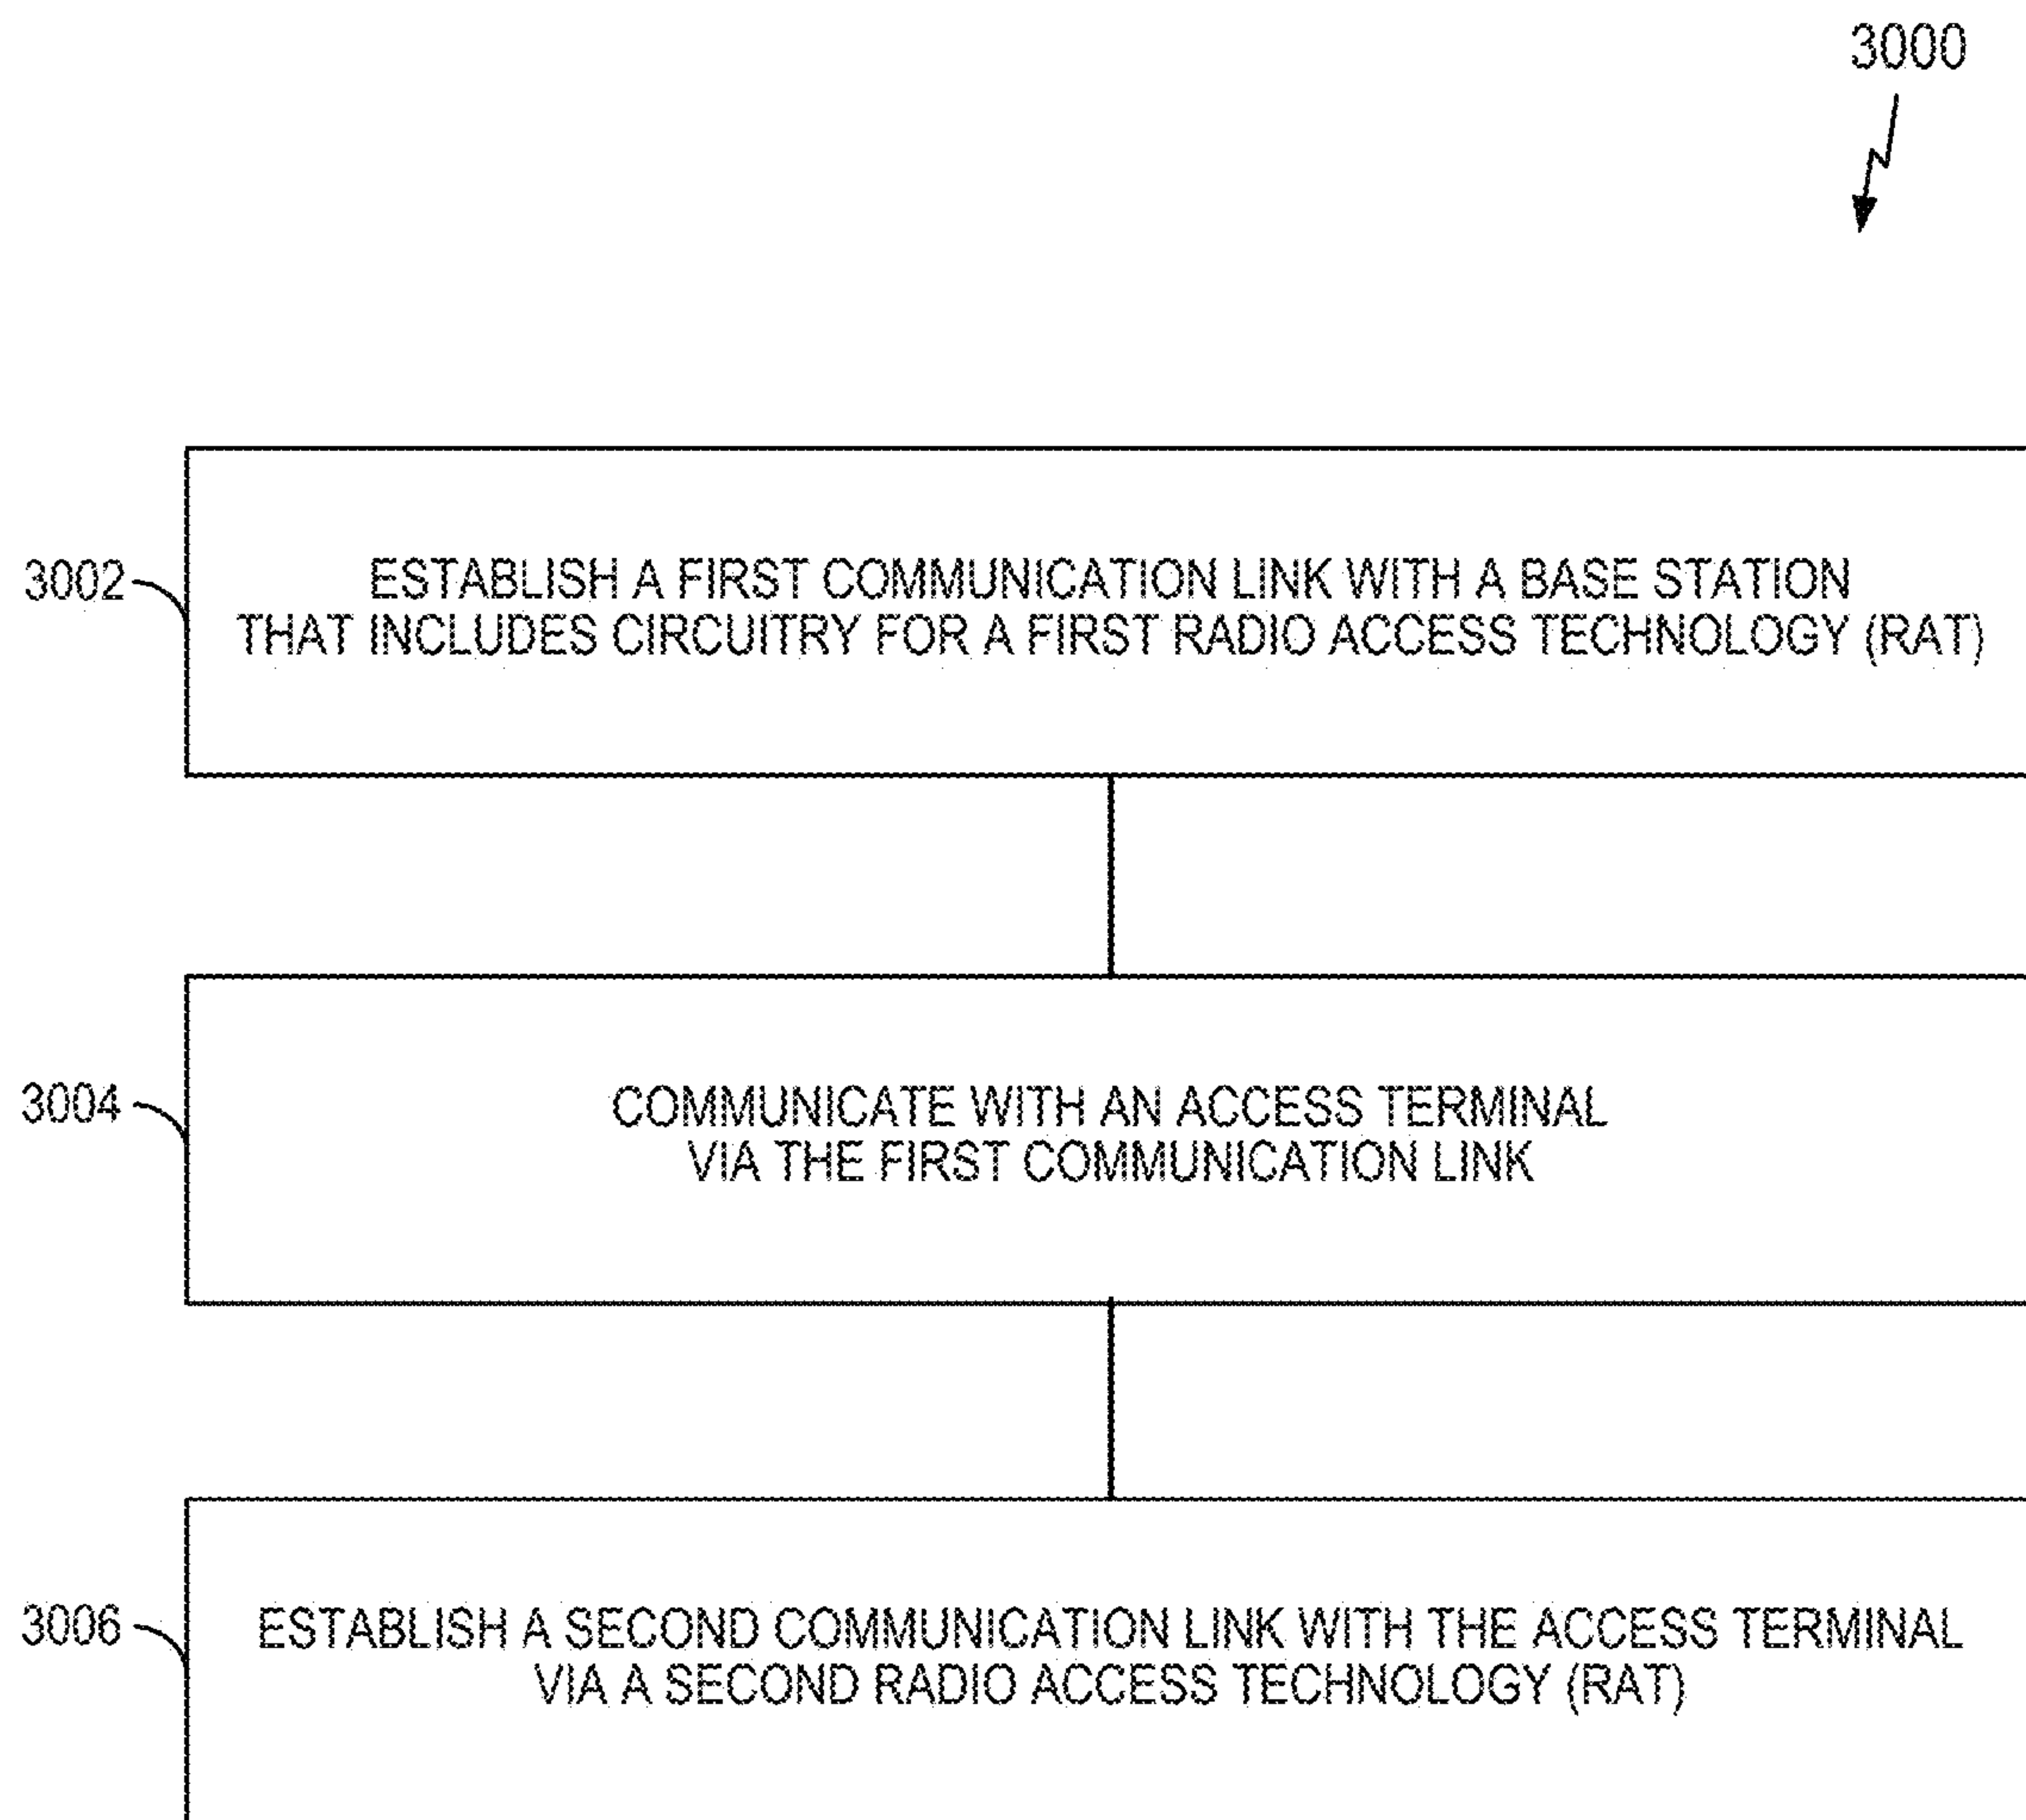 3000
3002
ESTABLISH A FIRST COMMUNICATION LINK WITH A BASE STATION
THAT INCLUDES CIRCUITRY FOR A FIRST RADIO ACCESS TECHNOLOGY (RAT)
3004
COMMUNICATE WITH AN ACCESS TERMINAL
VIA THE FIRST COMMUNICATION LINK
3006
ESTABLISH A SECOND COMMUNICATION LINK WITH THE ACCESS TERMINAL
VIA A SECOND RADIO ACCESS TECHNOLOGY (RAT)